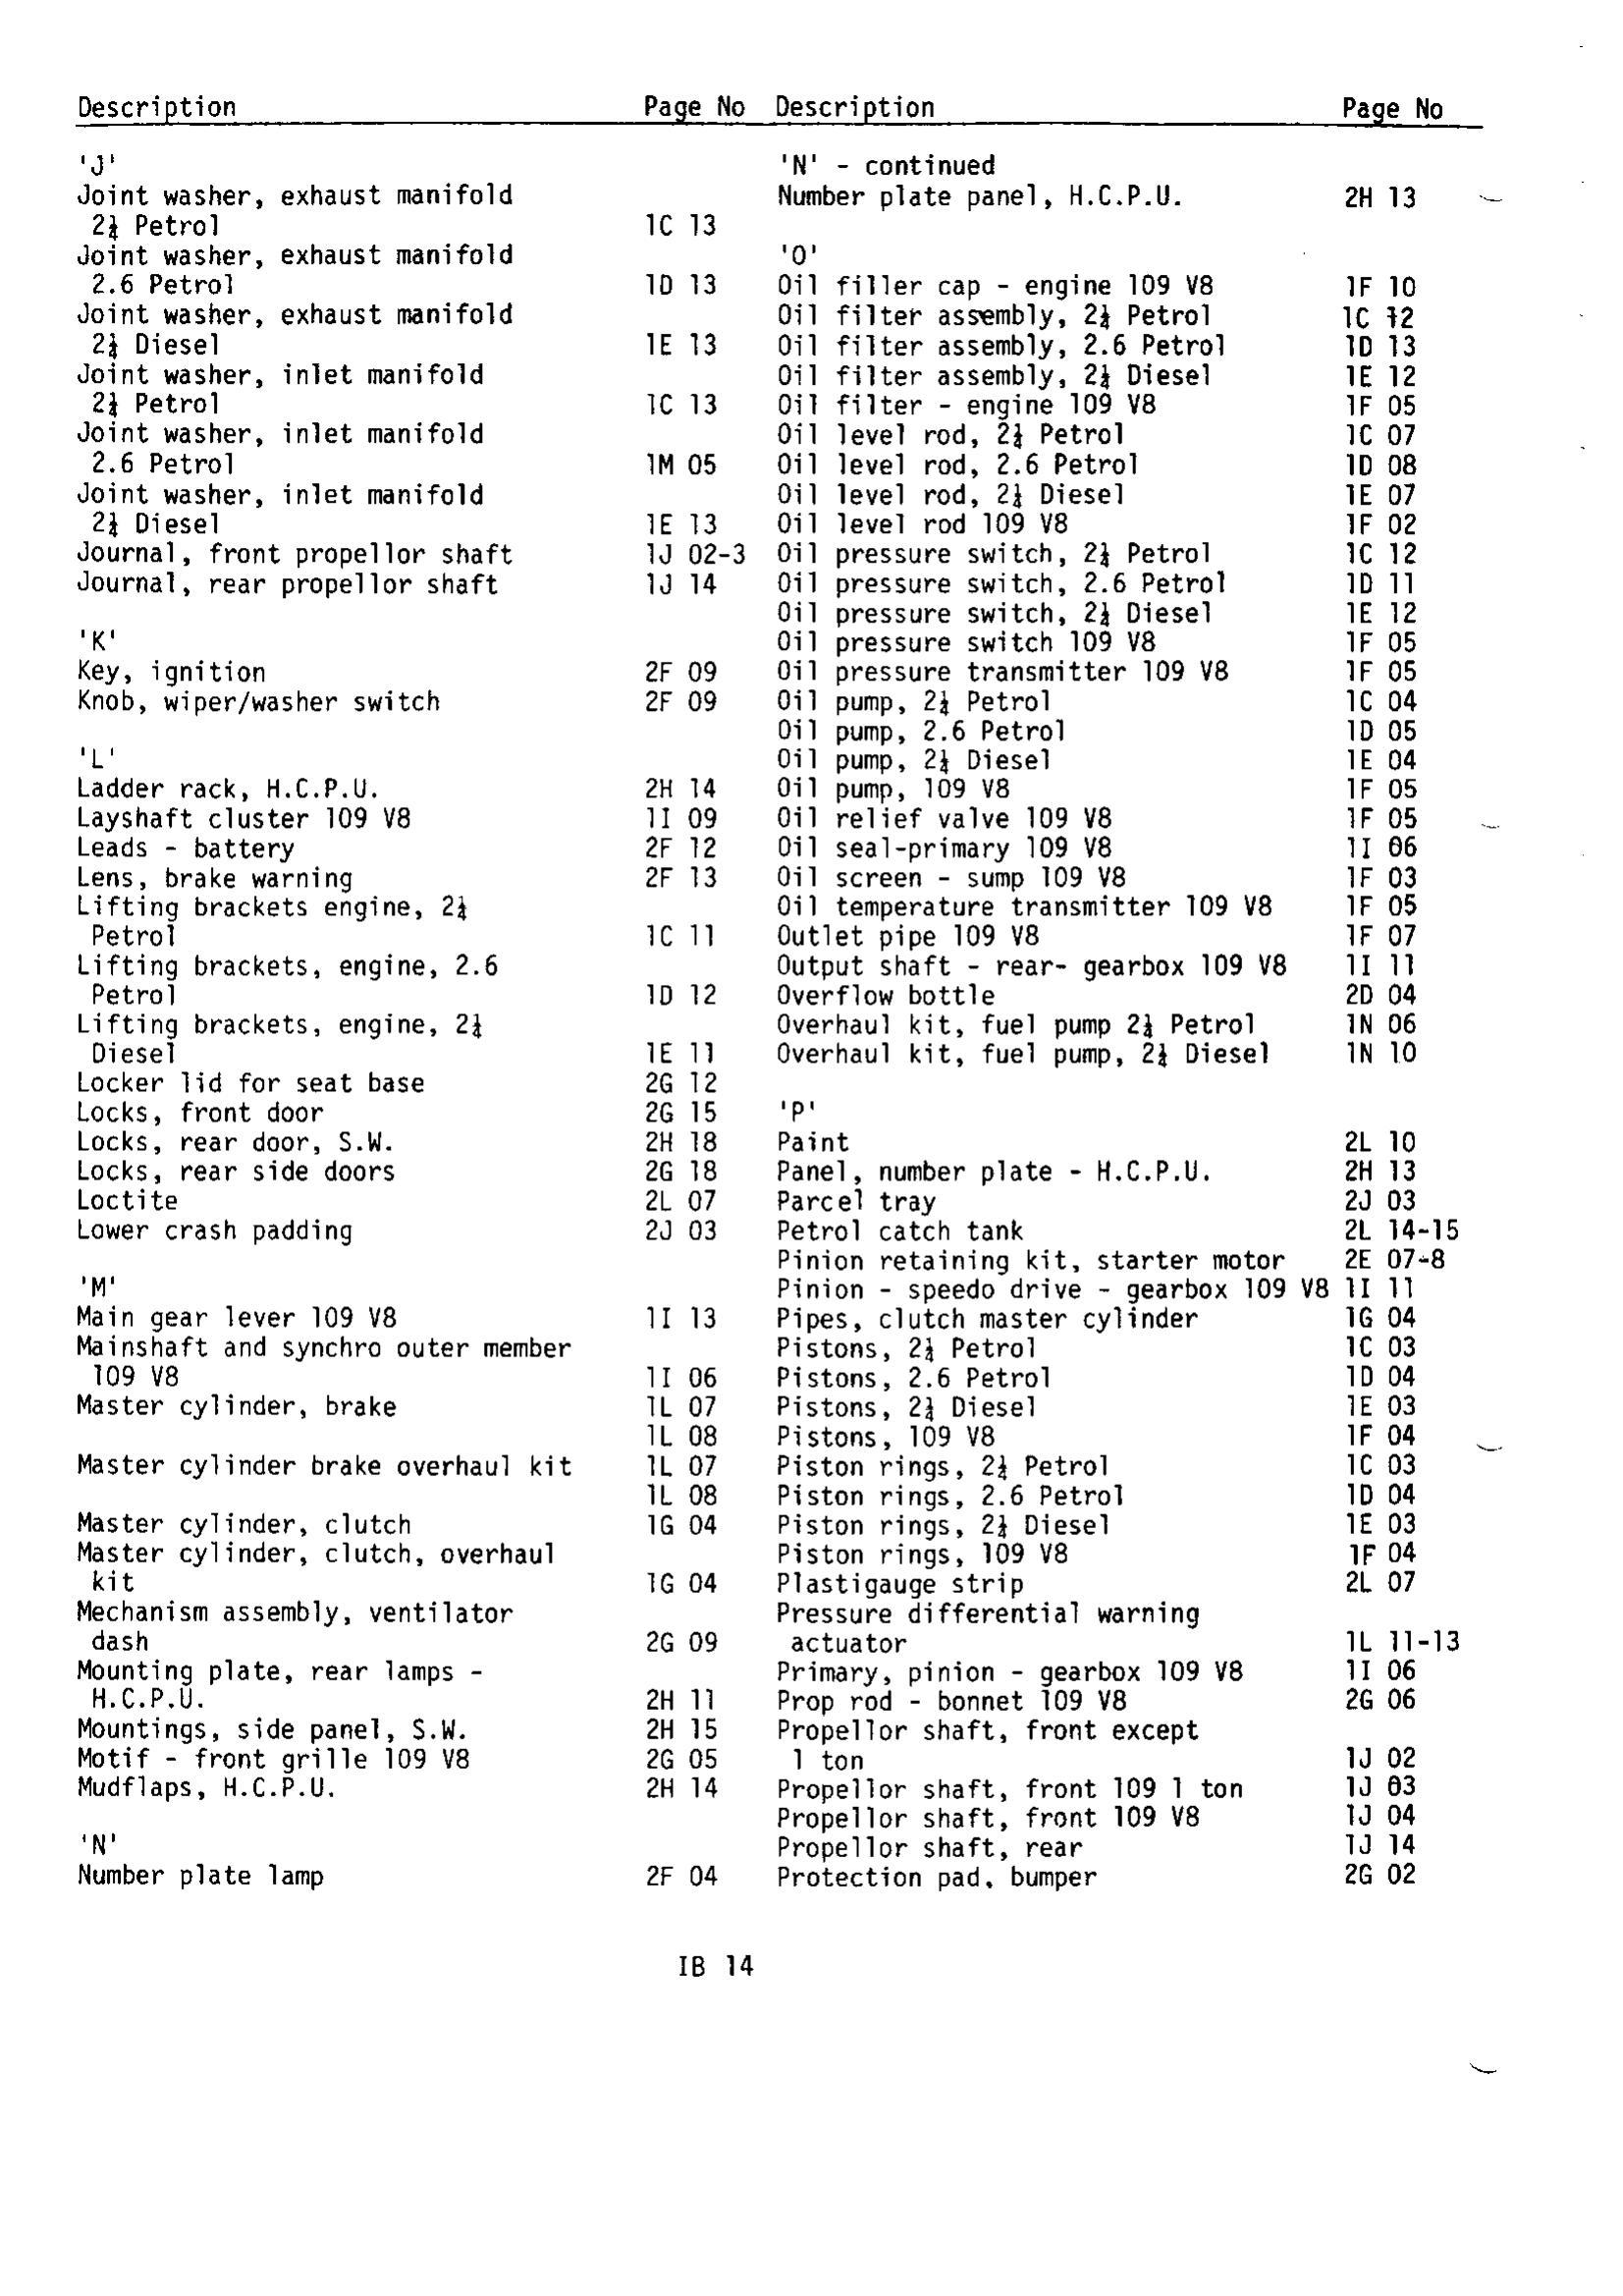 Description Page No
'J'
Joint washer, exhaust manifold
2¼ Petrol 1C 13
Joint washer, exhaust manifold
2.6 Petrol 1D 13
Joint washer, exhaust manifold
2¼ Diesel 1E 13
Joint washer, inlet manifold
2¼ Petrol 1C 13
Joint washer, inlet manifold
2.6 Petrol 1M 05
Joint washer, inlet manifold
2¼ Diesel 1E 13
Journal, front propellor shaft 1J 02-3
Journal, rear propellor shaft 1J 14
'K'
Key, ignition 2F 09
Knob, wiper/washer switch 2F 09
'L'
Ladder rack, H.C.P.U. 2H 14
Layshaft cluster 109 V8 1I 09
Leads - battery 2F 12
Lens, brake warning 2F 13
Lifting brackets engine, 2¼
Petrol 1C 11
Lifting brackets, engine, 2.6
Petrol 1D 12
Lifting brackets, engine, 2¼
Diesel 1E 11
Locker lid for seat base 2G 12
Locks, front door 2G 15
Locks, rear door, S.W. 2H 18
Locks, rear side doors 2G 18
Loctite 2L 07
Lower crash padding 2J 03
'M'
Main gear lever 109 V8 1I 13
Mainshaft and synchro outer member
109 V8 1I 06
Master cylinder, brake 1L 07
1L 08
Master cylinder brake overhaul kit 1L 07
1L 08
Master cylinder, clutch 1G 04
Master cylinder, clutch, overhaul
kit 1G 04
Mechanism assembly, ventilator
dash 2G 09
Mounting plate, rear lamps -
H.C.P.U. 2H 11
Mountings, side panel, S.W. 2H 15
Motif - front grille 109 V8 2G 05
Mudflaps, H.C.P.U. 2H 14
'N'
Number plate lamp 2F 04
Description Page No
'N' - continued
Number plate panel, H.C.P.U. 2H 13
'O'
Oil filler cap - engine 109 V8 1F 10
Oil filter assembly, 2¼ Petrol 1C 12
Oil filter assembly, 2.6 Petrol 1D 13
Oil filter assembly, 2¼ Diesel 1E 12
Oil filter - engine 109 V8 1F 05
Oil level rod, 2¼ Petrol 1C 07
Oil level rod, 2.6 Petrol 1D 08
Oil level rod, 2¼ Diesel 1E 07
Oil level rod 109 V8 1F 02
Oil pressure switch, 2¼ Petrol 1C 12
Oil pressure switch, 2.6 Petrol 1D 11
Oil pressure switch, 2¼ Diesel 1E 12
Oil pressure switch 109 V8 1F 05
Oil pressure transmitter 109 V8 1F 05
Oil pump, 2¼ Petrol 1C 04
Oil pump, 2.6 Petrol 1D 05
Oil pump, 2¼ Diesel 1E 04
Oil pump, 109 V8 1F 05
Oil relief valve 109 V8 1F 05
Oil seal-primary 109 V8 1I 06
Oil screen - sump 109 V8 1F 03
Oil temperature transmitter 109 V8 1F 05
Outlet pipe 109 V8 1F 07
Output shaft - rear- gearbox 109 V8 1I 11
Overflow bottle 2D 04
Overhaul kit, fuel pump 2¼ Petrol 1N 06
Overhaul kit, fuel pump, 2¼ Diesel 1N 10
'P'
Paint 2L 10
Panel, number plate - H.C.P.U. 2H 13
Parcel tray 2J 03
Petrol catch tank 2L 14-15
Pinion retaining kit, starter motor 2E 07-8
Pinion - speedo drive - gearbox 109 V8 1I 11
Pipes, clutch master cylinder 1G 04
Pistons, 2¼ Petrol 1C 03
Pistons, 2.6 Petrol 1D 04
Pistons, 2¼ Diesel 1E 03
Pistons, 109 V8 1F 04
Piston rings, 2¼ Petrol 1C 03
Piston rings, 2.6 Petrol 1D 04
Piston rings, 2¼ Diesel 1E 03
Piston rings, 109 V8 1F 04
Plastigauge strip 2L 07
Pressure differential warning
actuator 1L 11-13
Primary, pinion - gearbox 109 V8 1I 06
Prop rod - bonnet 109 V8 2G 06
Propellor shaft, front except
1 ton 1J 02
Propellor shaft, front 109 1 ton 1J 03
Propellor shaft, front 109 V8 1J 04
Propellor shaft, rear 1J 14
Protection pad, bumper 2G 02
IB 14